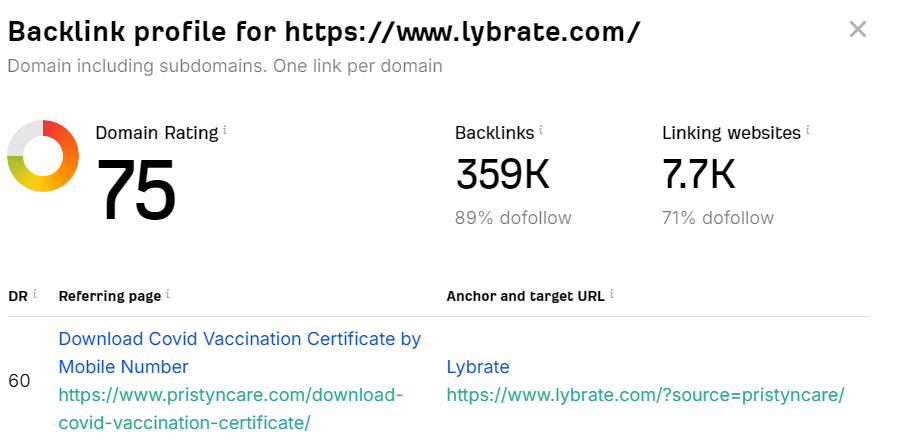 Backlink profile for https://www.lybrate.com/
Domain including subdomains. One link per domain
Domain Rating i
75
Backlinks i
359K
89% dofollow
Linking websites i
7.7K
71% dofollow
DR i Referring page i Anchor and target URL i
60
Download Covid Vaccination Certificate by
Mobile Number
https://www.pristyncare.com/download-
covid-vaccination-certificate/
Lybrate
https://www.lybrate.com/?source=pristyncare/